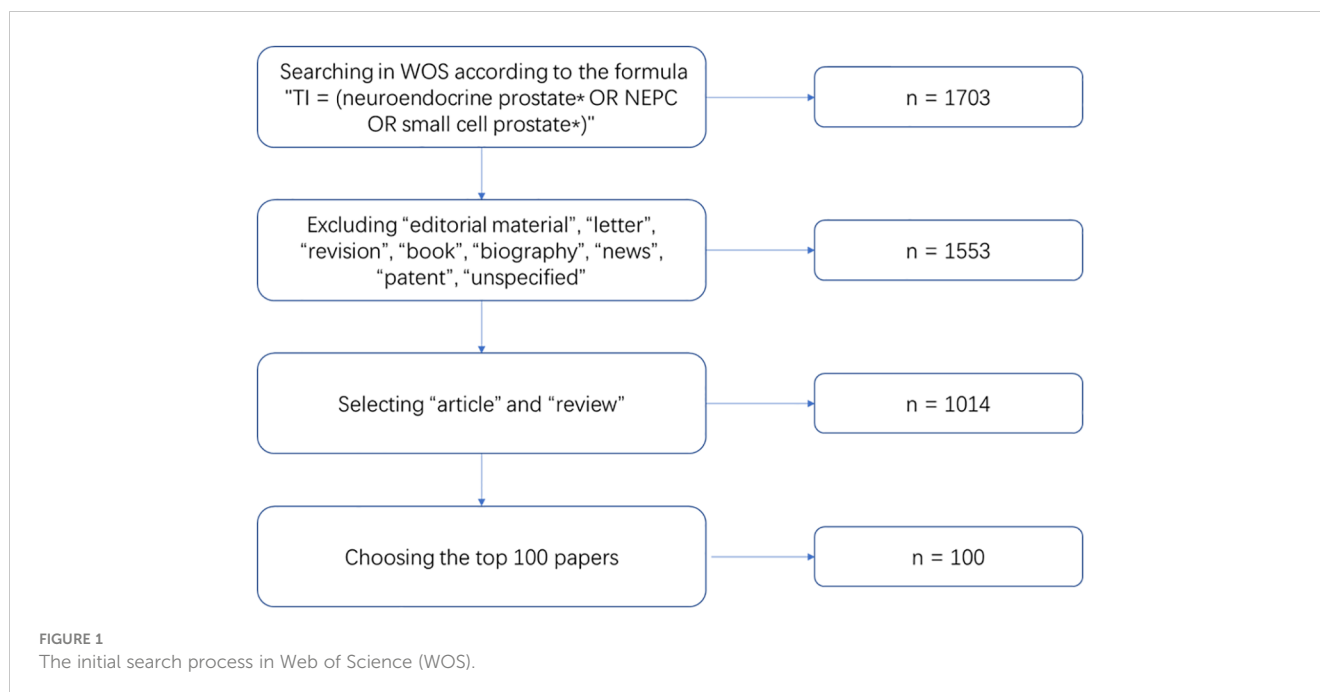 Searching in WOS according to the formula
"TI = (neuroendocrine prostate* OR NEPC
OR small cell prostate*)"
n = 1703
Excluding “editorial material”, “letter”,
“revision”, “book”, “biography”, “news”,
“patent”, “unspecified”
n = 1553
Selecting “article” and “review”
n = 1014
Choosing the top 100 papers
n = 100
FIGURE 1
The initial search process in Web of Science (WOS).